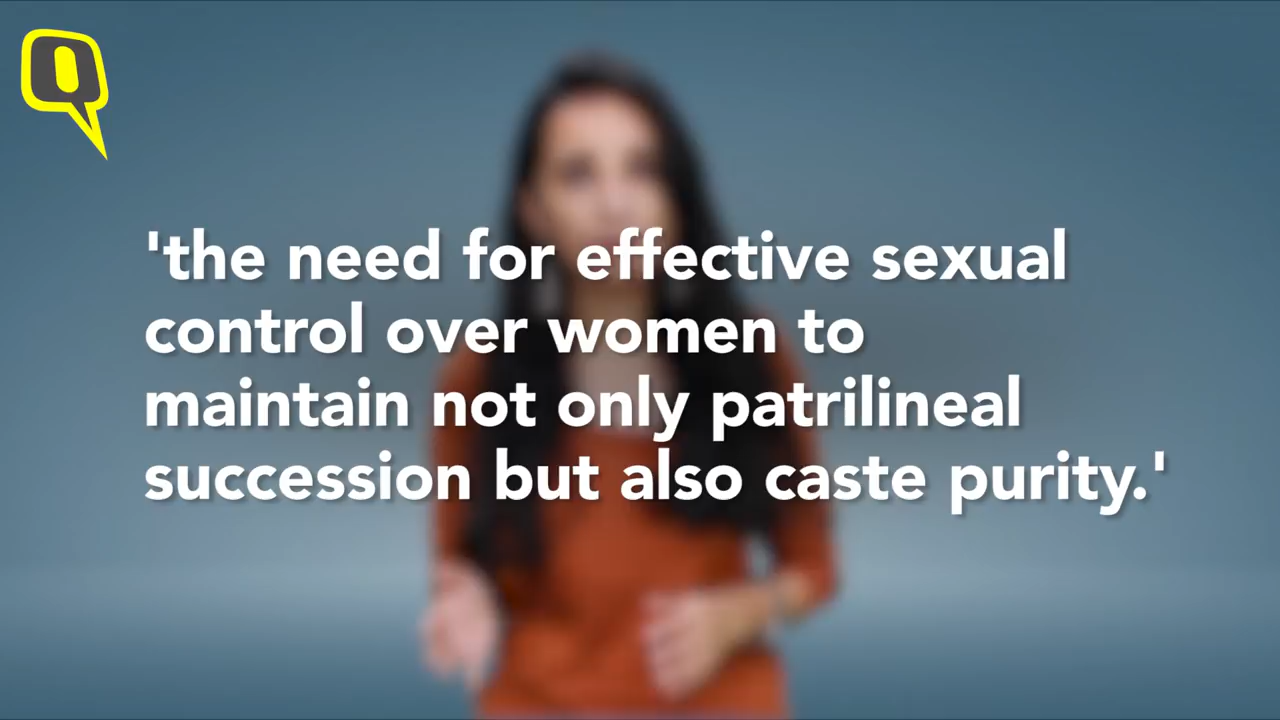 'the need for effective sexual
control over women to
maintain not only patrilineal
succession but also caste purity.'